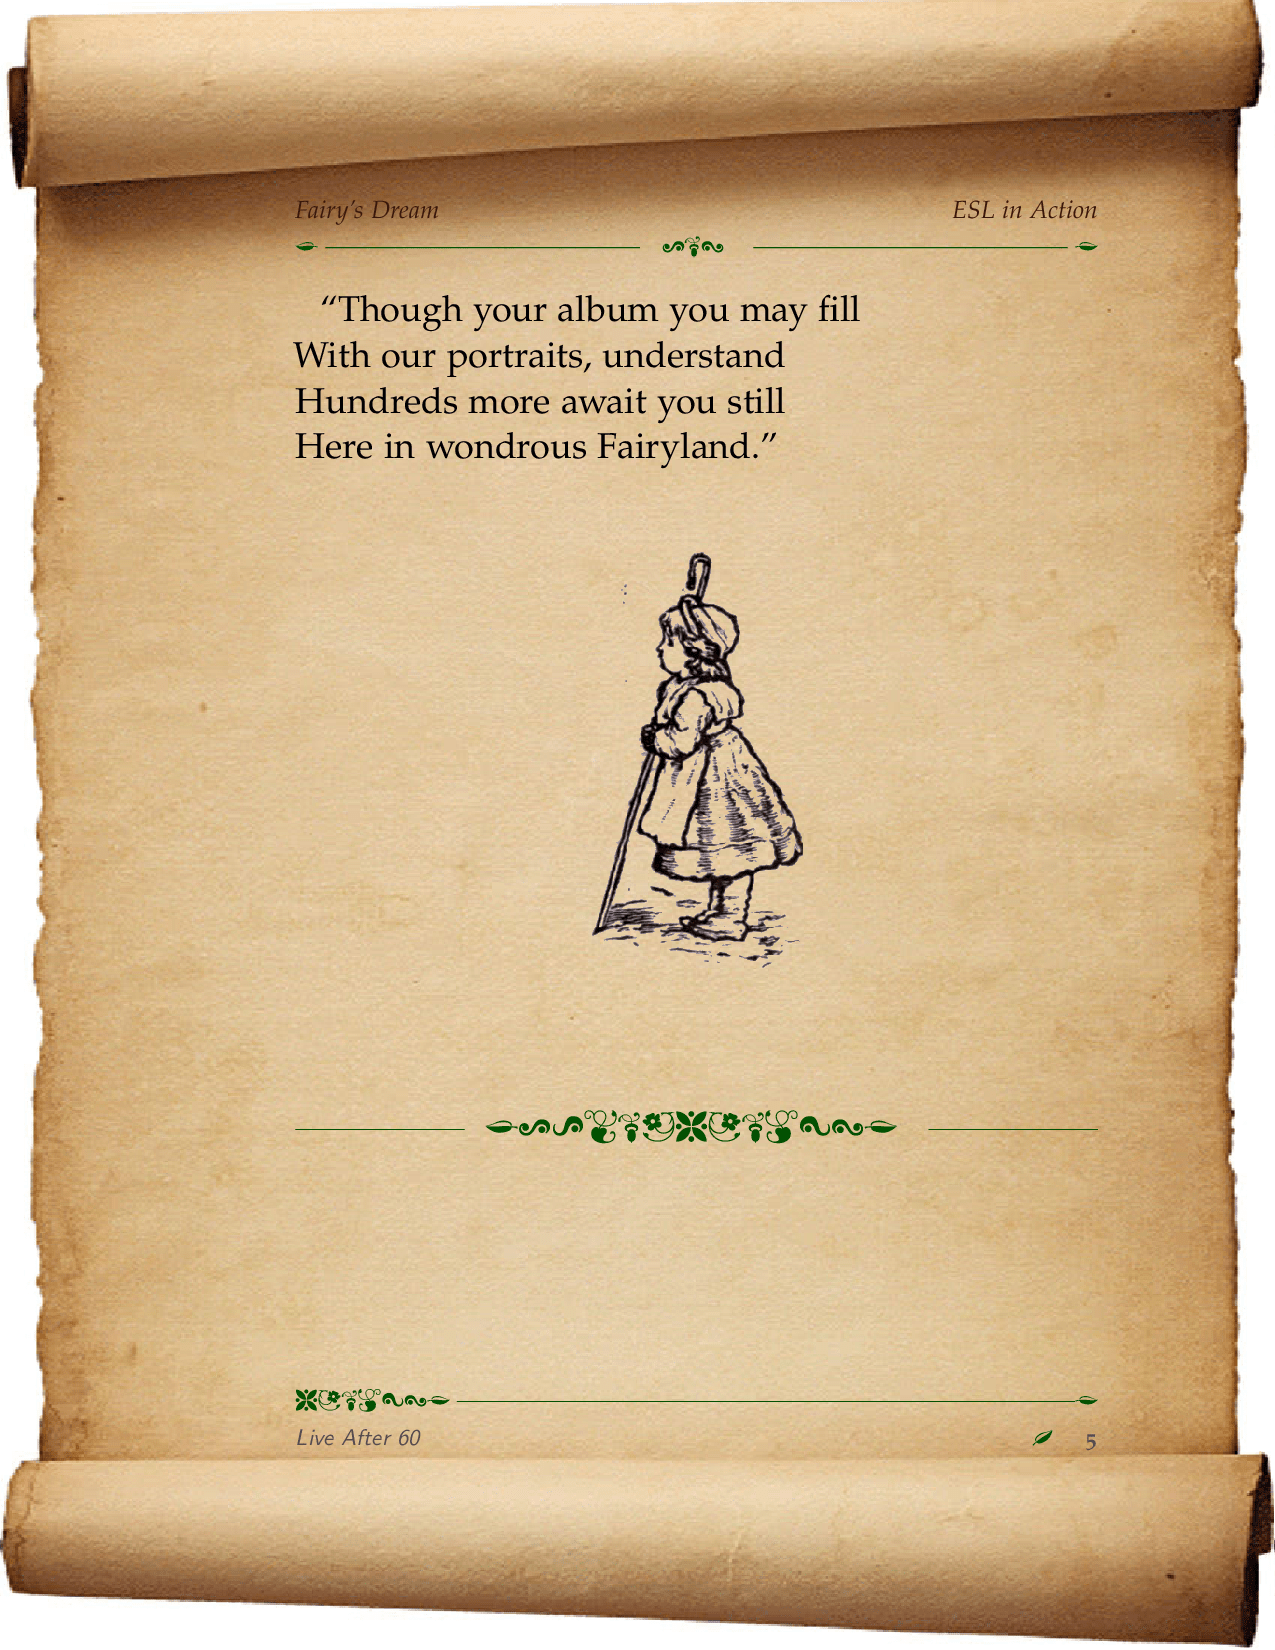 Fairy's Dream
ESL in Action
“Though your album you may fill
With our portraits, understand
Hundreds more await you still
Here in wondrous Fairyland.”
Live After 60
5